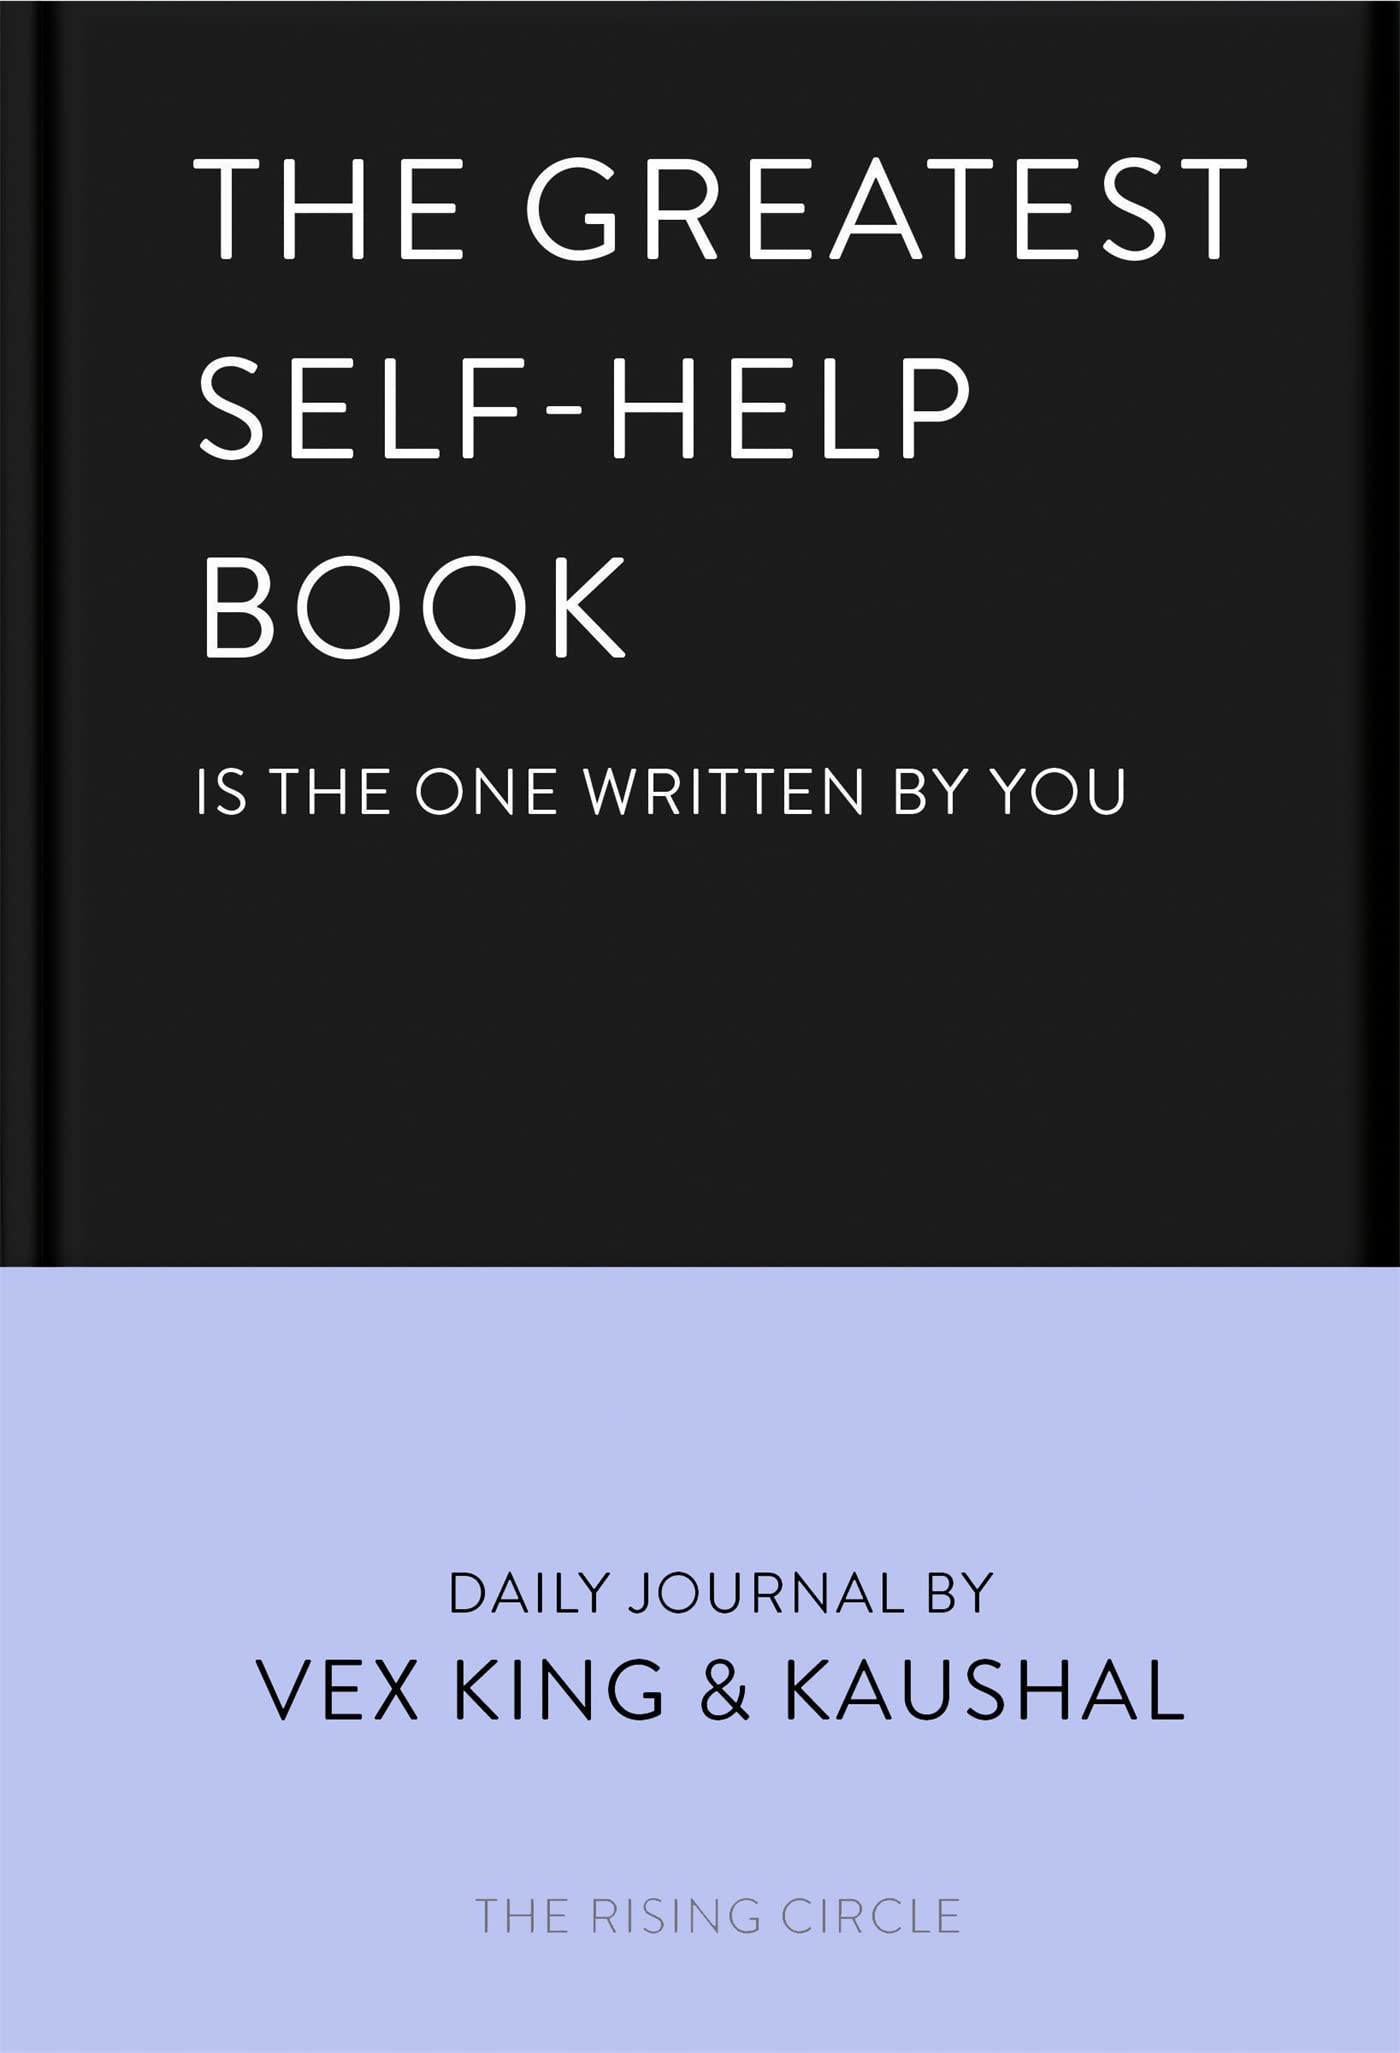 THE GREATEST
SELF-HELP
BOOK
IS THE ONE WRITTEN BY YOU
DAILY JOURNAL BY
VEX KING & KAUSHAL
THE RISING CIRCLE